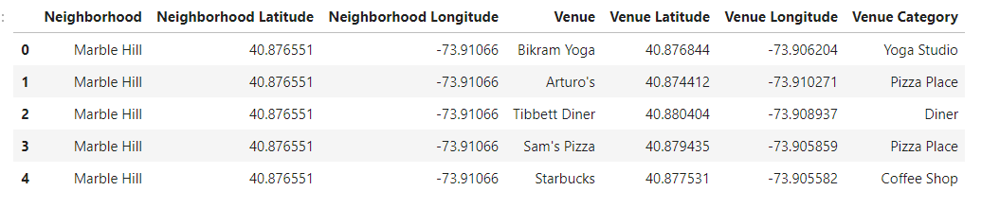 : Neighborhood Neighborhood Latitude Neighborhood Longitude Venue Venue Latitude Venue Longitude Venue Category
0 Marble Hill 40.876551 -73.91066 Bikram Yoga 40.876844 -73.906204 Yoga Studio
1 Marble Hill 40.876551 -73.91066 Arturo's 40.874412 -73.910271 Pizza Place
2 Marble Hill 40.876551 -73.91066 Tibbett Diner 40.880404 -73.908937 Diner
3 Marble Hill 40.876551 -73.91066 Sam's Pizza 40.879435 -73.905859 Pizza Place
4 Marble Hill 40.876551 -73.91066 Starbucks 40.877531 -73.905582 Coffee Shop